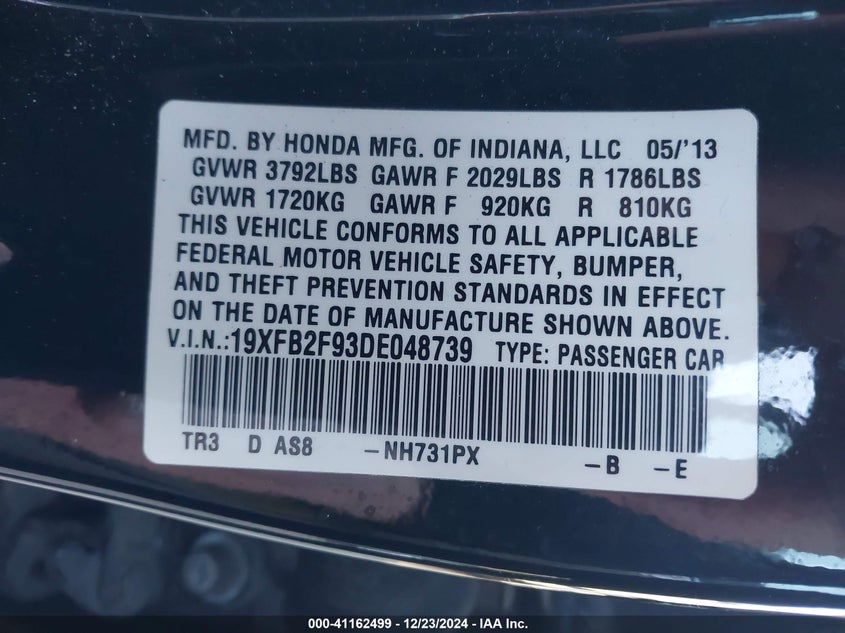 MFD. BY HONDA MFG. OF INDIANA, LLC 05/'13
GVWR 3792LBS GAWR F 2029LBS R 1786LBS
GVWR 1720KG GAWR F 920KG R 810KG
THIS VEHICLE CONFORMS TO ALL APPLICABLE
FEDERAL MOTOR VEHICLE SAFETY, BUMPER,
AND THEFT PREVENTION STANDARDS IN EFFECT
ON THE DATE OF MANUFACTURE SHOWN ABOVE.
V.I.N.:19XFB2F93DE048739 TYPE: PASSENGER CAR
TR3 D AS8 –NH731PX –B –E
000-41162499 - 12/23/2024 - IAA Inc.